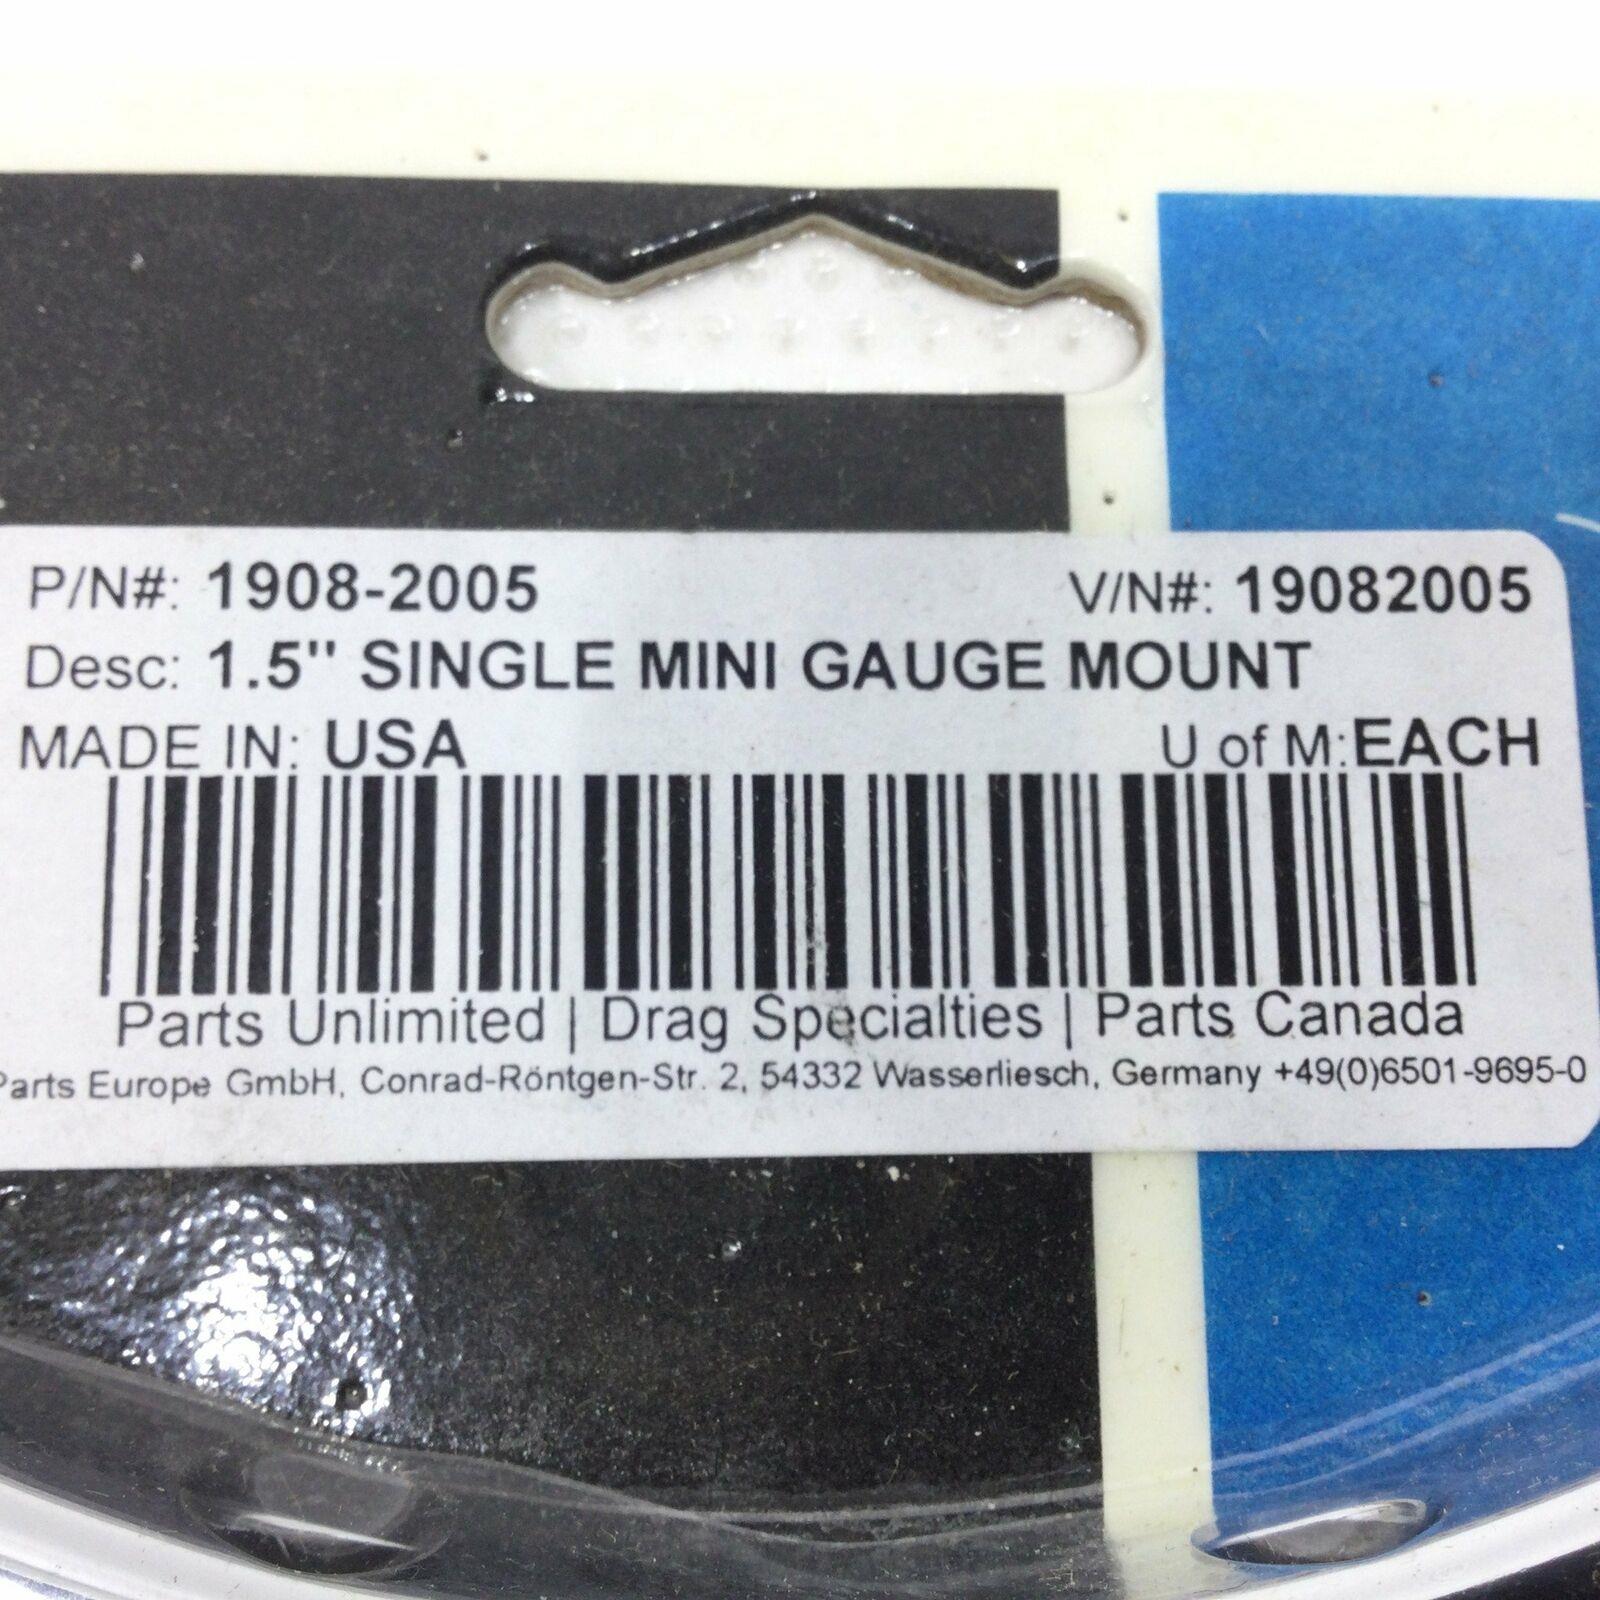 P/N#: 1908-2005 V/N#: 19082005
Desc: 1.5" SINGLE MINI GAUGE MOUNT
MADE IN: USA U of M:EACH
Parts Unlimited | Drag Specialties | Parts Canada
Parts Europe GmbH, Conrad-Röntgen-Str. 2, 54332 Wasserliesch, Germany +49(0)6501-9695-0